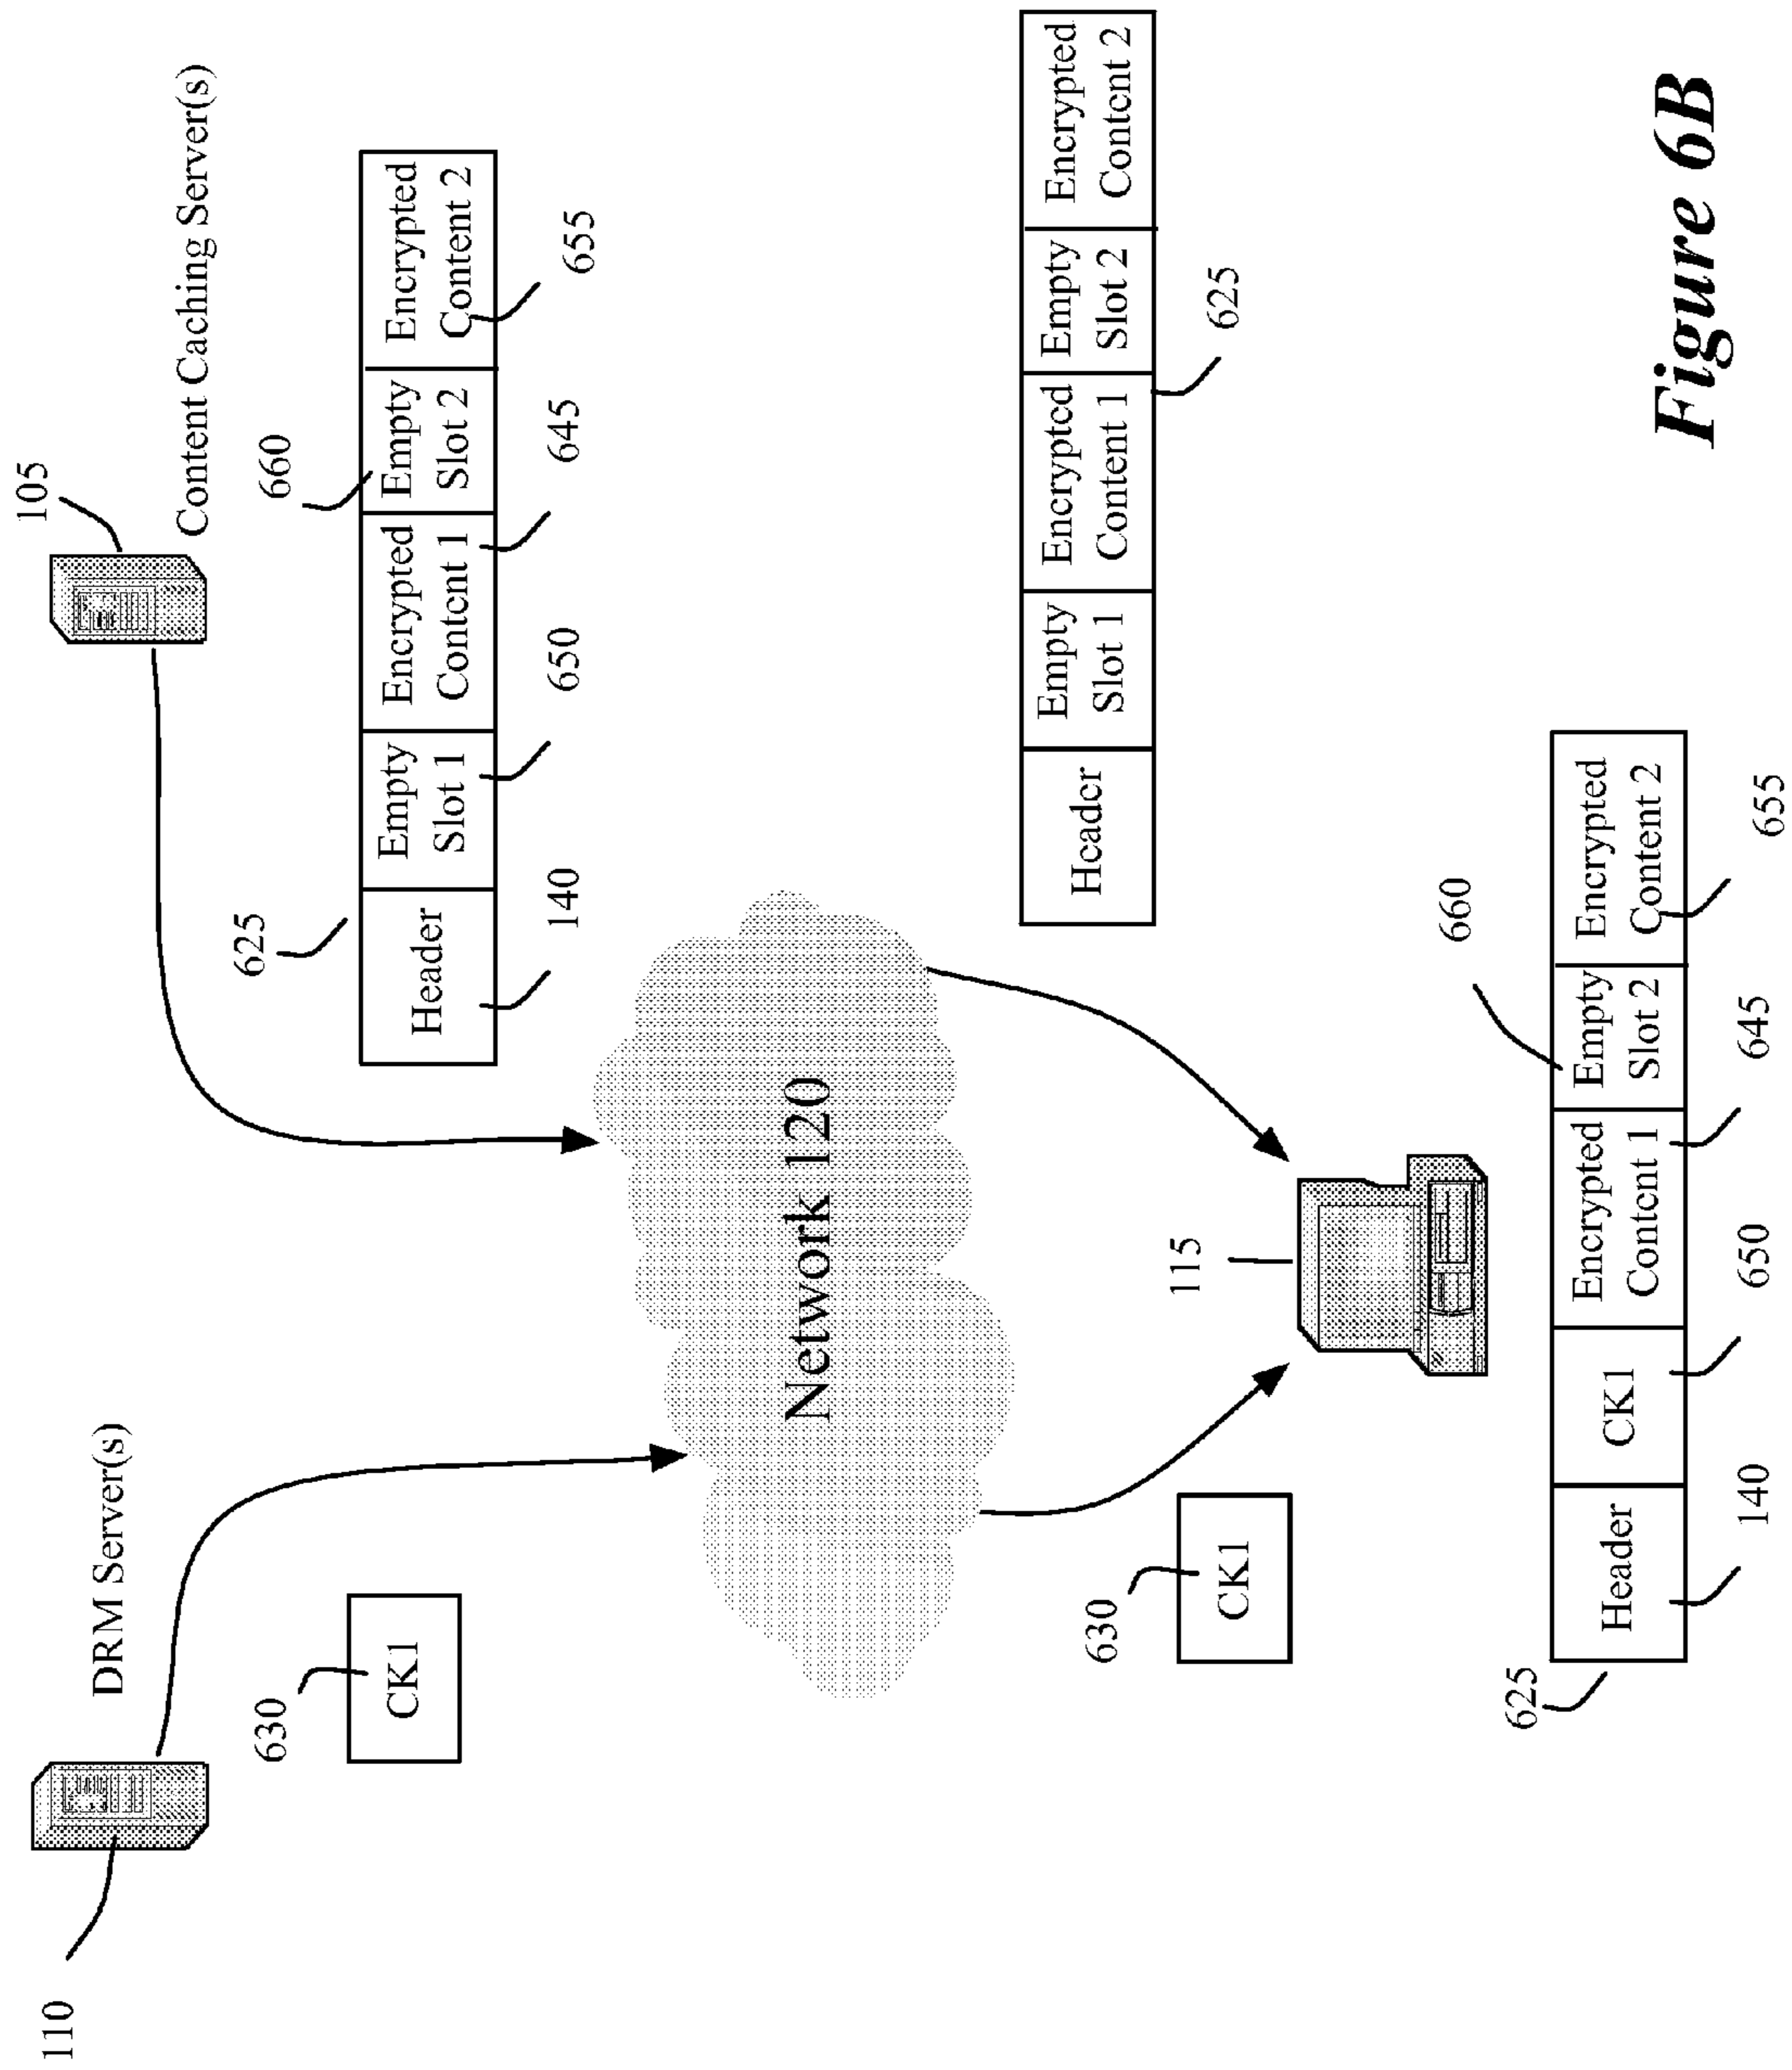 110
DRM Server(s)
105
Content Caching Server(s)
630
CK1
625
660
Header
Empty
Slot 1
Encrypted
Content 1
Empty
Slot 2
Encrypted
Content 2
140
650
645
655
Network 120
630
CK1
115
Header
Empty
Slot 1
Encrypted
Content 1
Empty
Slot 2
Encrypted
Content 2
625
625
660
Header
CK1
Encrypted
Content 1
Empty
Slot 2
Encrypted
Content 2
140
650
645
655
Figure 6B